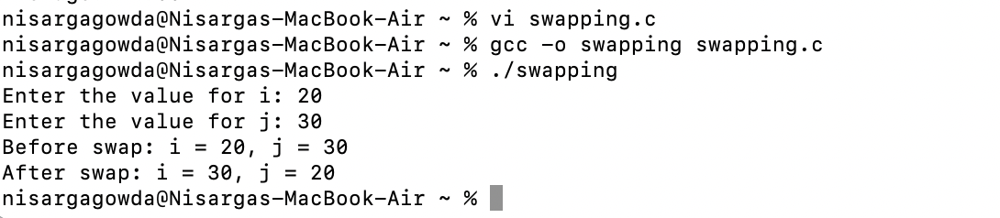 nisargagowda@Nisargas-MacBook-Air ~ % vi swapping.c
nisargagowda@Nisargas-MacBook-Air ~ % gcc -o swapping swapping.c
nisargagowda@Nisargas-MacBook-Air ~ % ./swapping
Enter the value for i: 20
Enter the value for j: 30
Before swap: i = 20, j = 30
After swap: i = 30, j = 20
nisargagowda@Nisargas-MacBook-Air ~ %